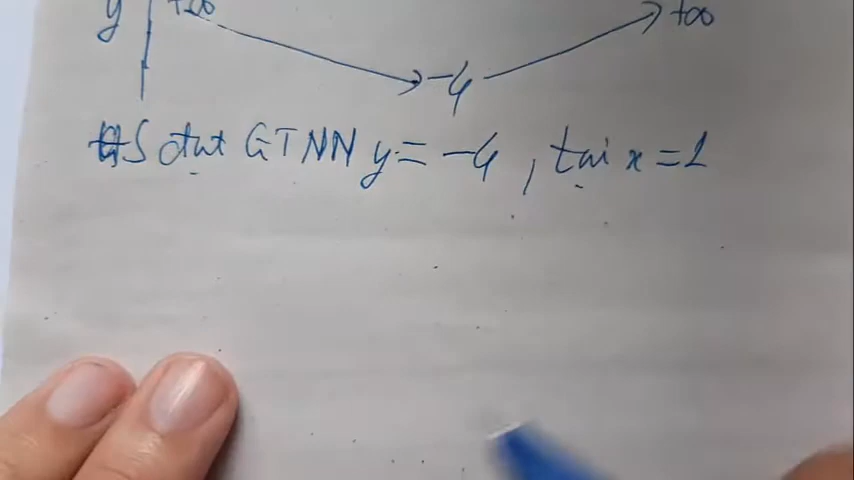 y +∞ +∞
-4
HS đạt GTNN y = -4, tại x = 1